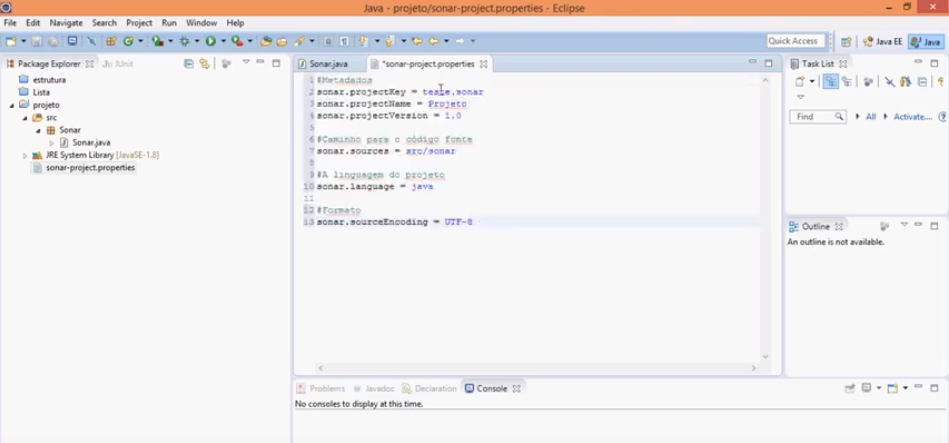 Java - projeto/sonar-project.properties - Eclipse
File Edit Navigate Search Project Run Window Help
Quick Access
Java EE
Java
Package Explorer
JUnit
estrutura
Lista
projeto
src
Sonar
Sonar.java
JRE System Library [JavaSE-1.8]
sonar-project.properties
Sonar.java
*sonar-project.properties
1 #Metadados
2 sonar.projectKey = teste.sonar
3 sonar.projectName = Projeto
4 sonar.projectVersion = 1.0
5
6 #Caminho para o código fonte
7 sonar.sources = src/sonar
8
9 #A linguagem do projeto
10 sonar.language = java
11
12 #Formato
13 sonar.sourceEncoding = UTF-8
Task List
Find
All
Activate...
Outline
An outline is not available.
Problems
Javadoc
Declaration
Console
No consoles to display at this time.